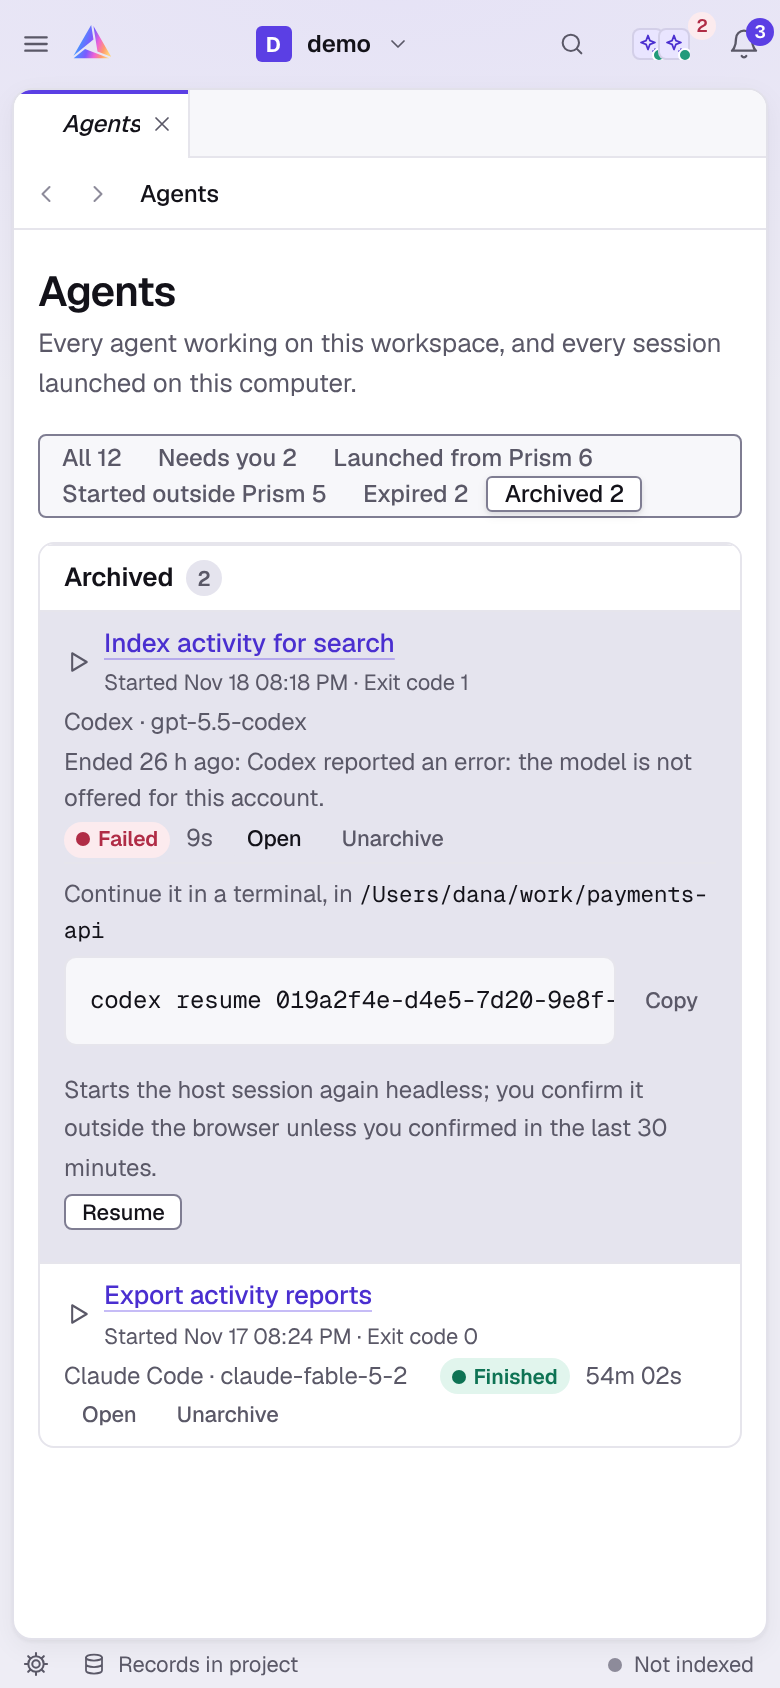 D demo 2 3
Agents
Agents
Agents
Every agent working on this workspace, and every session
launched on this computer.
All 12 Needs you 2 Launched from Prism 6
Started outside Prism 5 Expired 2 Archived 2
Archived 2
Index activity for search
Started Nov 18 08:18 PM · Exit code 1
Codex · gpt-5.5-codex
Ended 26 h ago: Codex reported an error: the model is not
offered for this account.
Failed 9s Open Unarchive
Continue it in a terminal, in /Users/dana/work/payments-
api
codex resume 019a2f4e-d4e5-7d20-9e8f- Copy
Starts the host session again headless; you confirm it
outside the browser unless you confirmed in the last 30
minutes.
Resume
Export activity reports
Started Nov 17 08:24 PM · Exit code 0
Claude Code · claude-fable-5-2 Finished 54m 02s
Open Unarchive
Records in project Not indexed